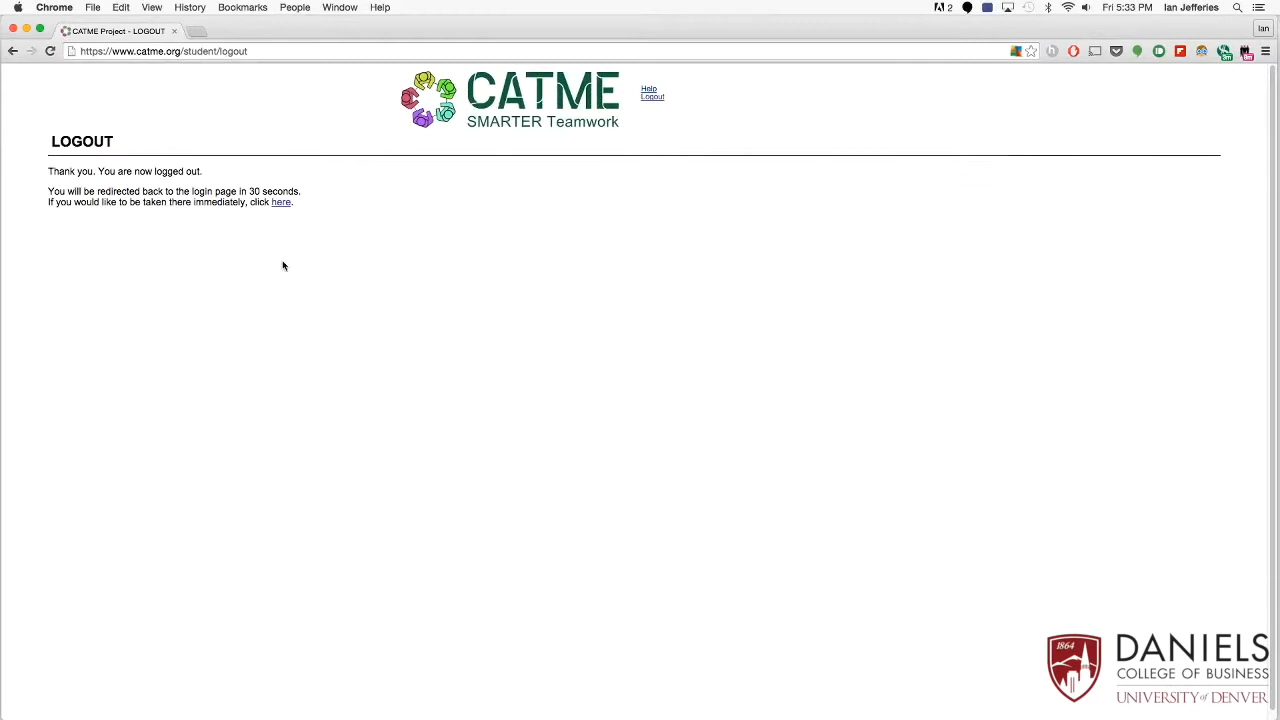 Chrome File Edit View History Bookmarks People Window Help
2 Fri 5:33 PM Ian Jefferies
CATME Project - LOGOUT
Ian
https://www.catme.org/student/logout
CATME
SMARTER Teamwork
Help
Logout
LOGOUT
Thank you. You are now logged out.
You will be redirected back to the login page in 30 seconds.
If you would like to be taken there immediately, click here.
1864
DANIELS
COLLEGE OF BUSINESS
UNIVERSITY of DENVER